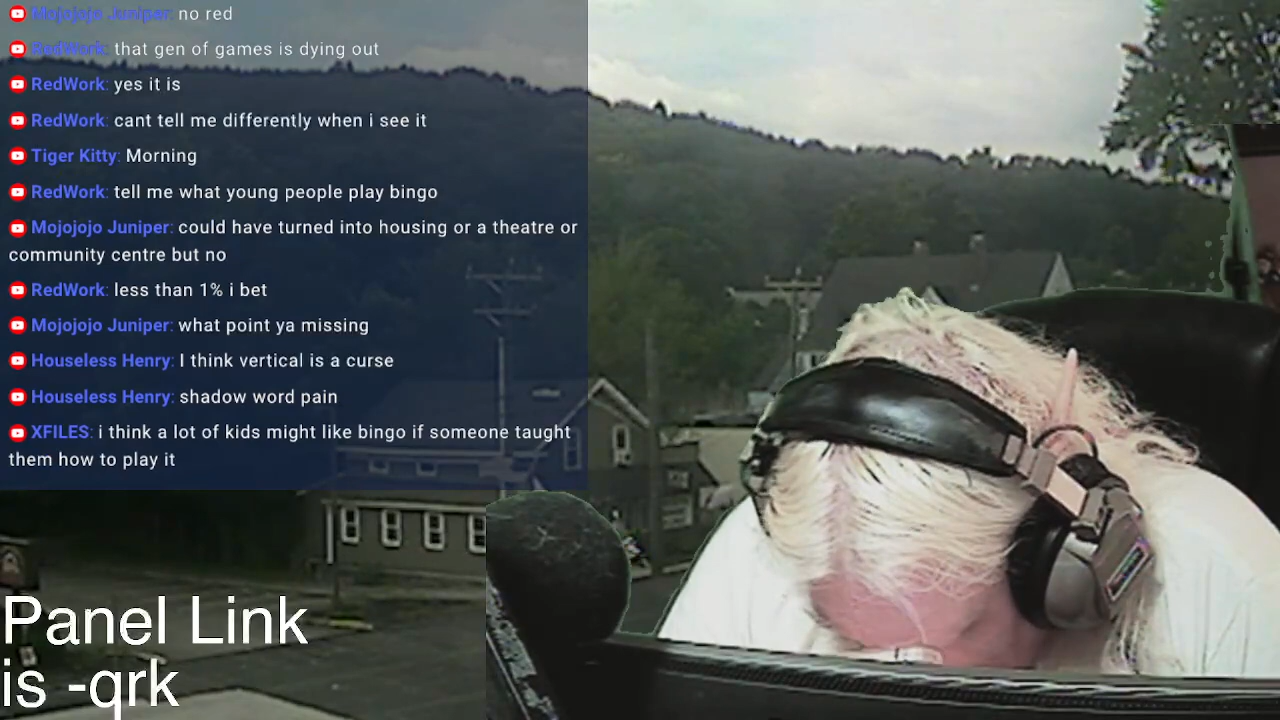 Mojojojo Juniper: no red
RedWork: that gen of games is dying out
RedWork: yes it is
RedWork: cant tell me differently when i see it
Tiger Kitty: Morning
RedWork: tell me what young people play bingo
Mojojojo Juniper: could have turned into housing or a theatre or
community centre but no
RedWork: less than 1% i bet
Mojojojo Juniper: what point ya missing
Houseless Henry: I think vertical is a curse
Houseless Henry: shadow word pain
XFILES: i think a lot of kids might like bingo if someone taught
them how to play it
Panel Link
is -qrk